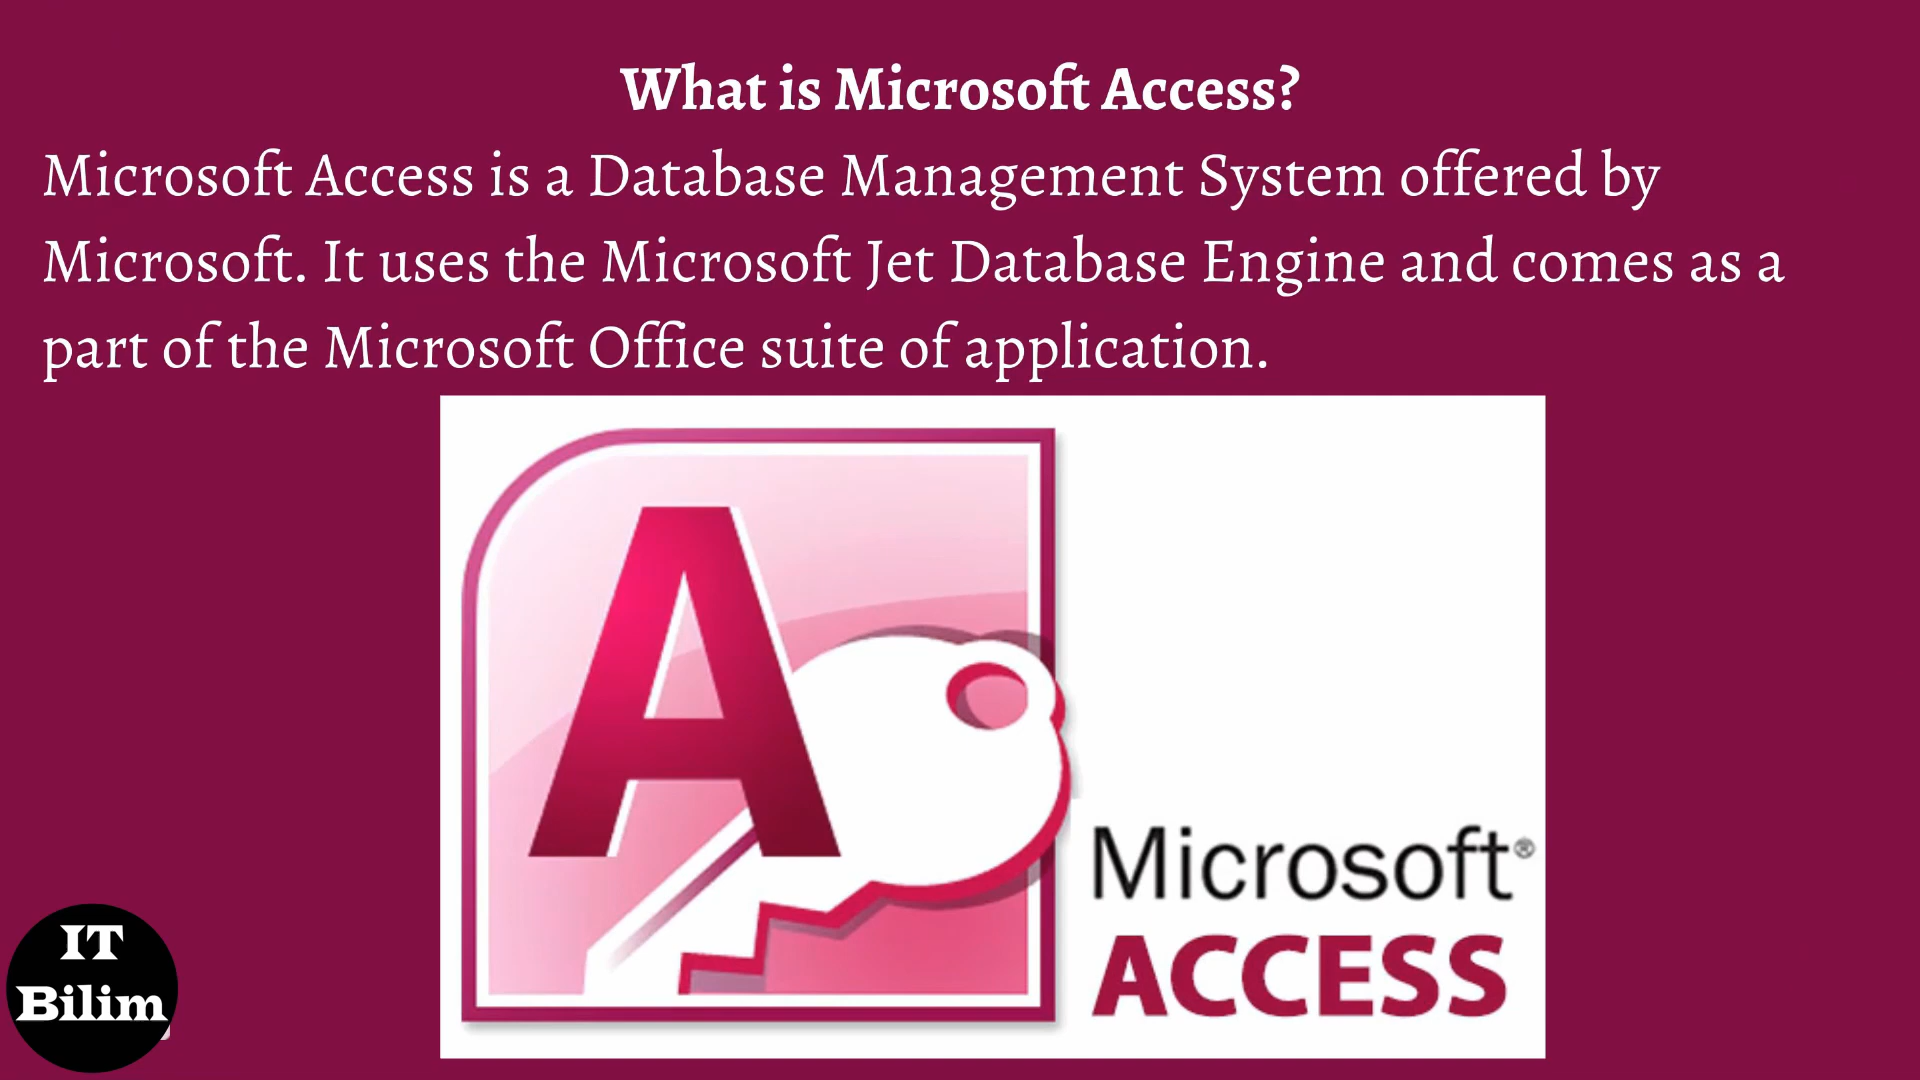 What is Microsoft Access?
Microsoft Access is a Database Management System offered by
Microsoft. It uses the Microsoft Jet Database Engine and comes as a
part of the Microsoft Office suite of application.
A
Microsoft®
ACCESS
IT
Bilim